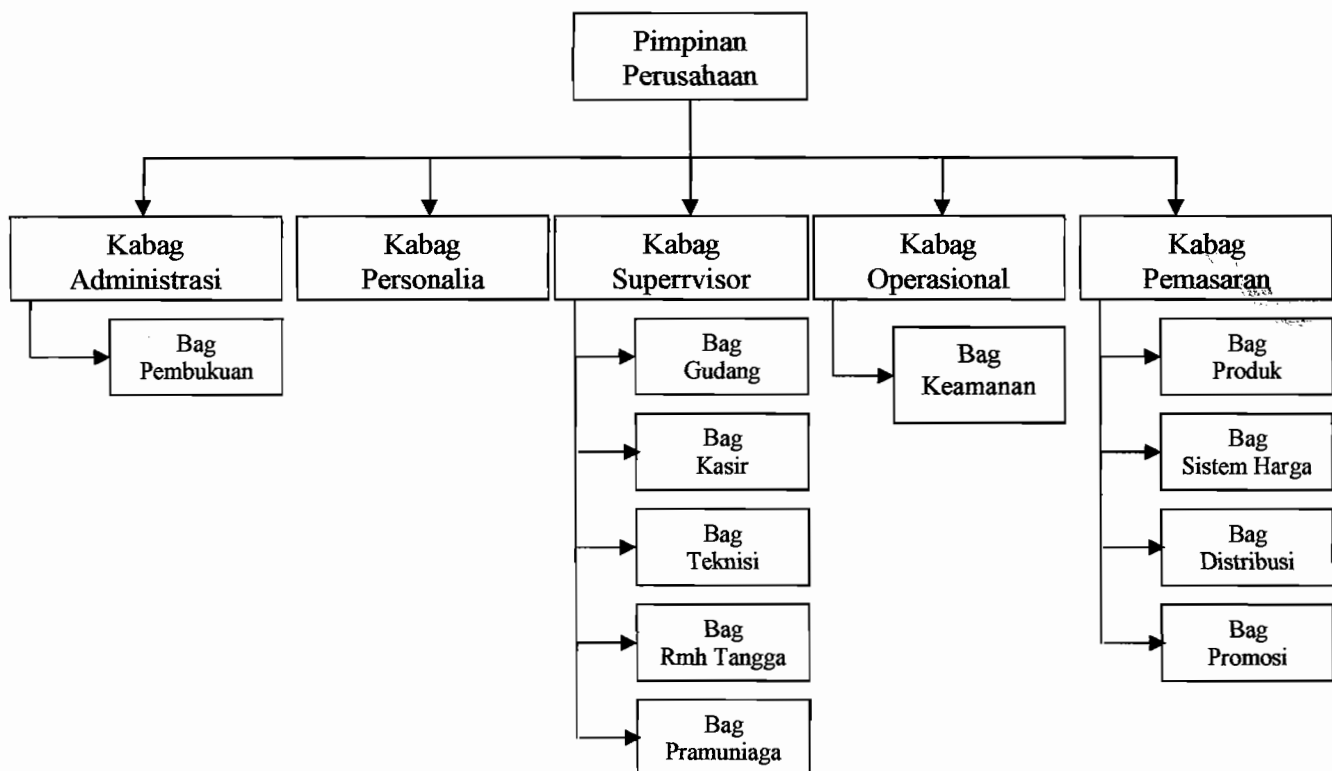 Pimpinan
Perusahaan
Kabag
Administrasi
Kabag
Personalia
Kabag
Superrvisor
Kabag
Operasional
Kabag
Pemasaran
Bag
Pembukuan
Bag
Gudang
Bag
Kasir
Bag
Teknisi
Bag
Rmh Tangga
Bag
Pramuniaga
Bag
Keamanan
Bag
Produk
Bag
Sistem Harga
Bag
Distribusi
Bag
Promosi